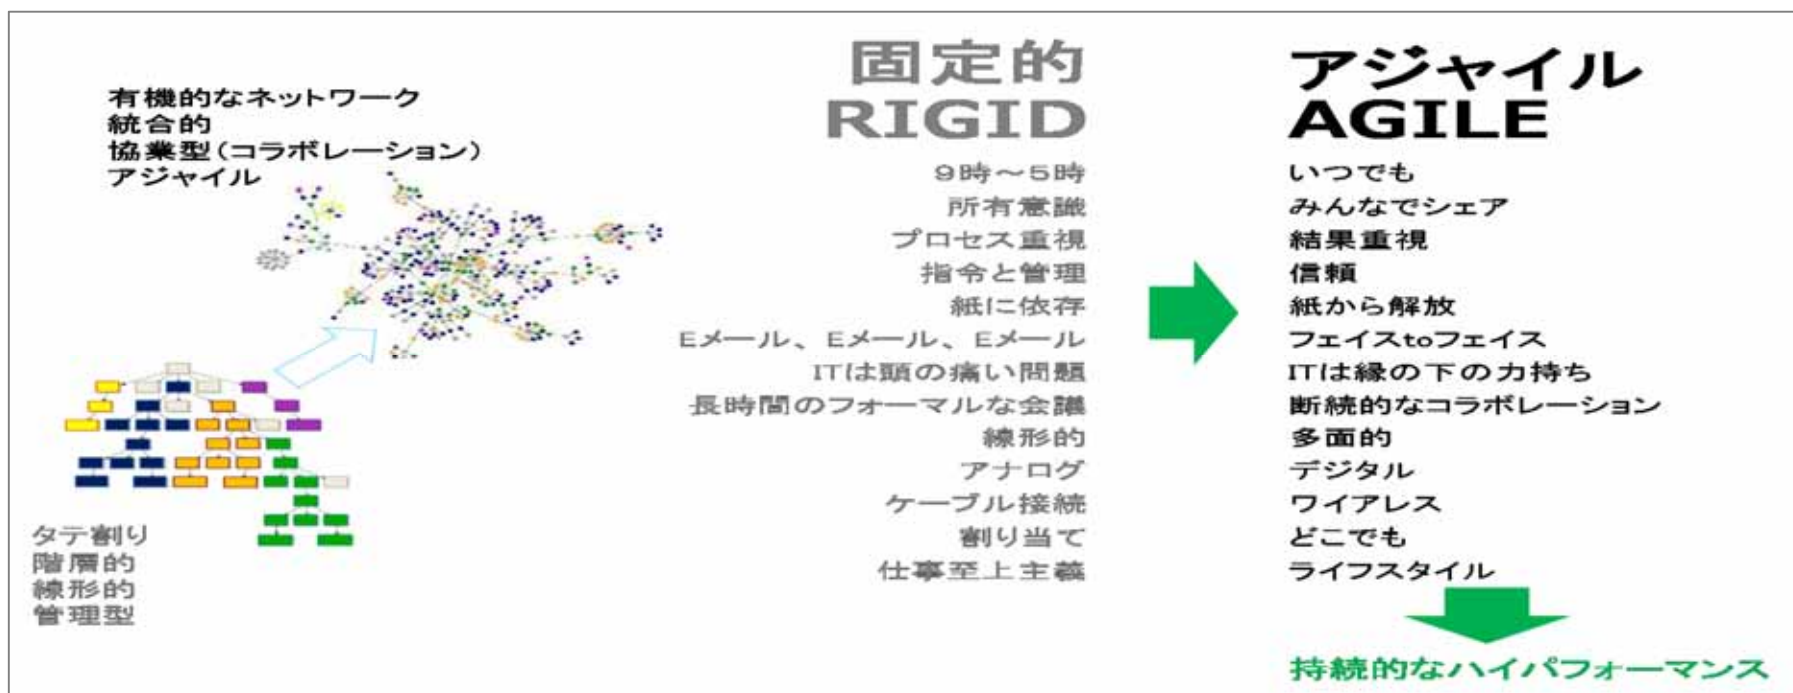 有機的なネットワーク
統合的
協業型(コラボレーション)
アジャイル
タテ割り
階層的
線形的
管理型
固定的
RIGID
9時～5時
所有意識
プロセス重視
指令と管理
紙に依存
Eメール、Eメール、Eメール
ITは頭の痛い問題
長時間のフォーマルな会議
線形的
アナログ
ケーブル接続
割り当て
仕事至上主義
アジャイル
AGILE
いつでも
みんなでシェア
結果重視
信頼
紙から解放
フェイスtoフェイス
ITは縁の下の力持ち
断続的なコラボレーション
多面的
デジタル
ワイアレス
どこでも
ライフスタイル
持続的なハイパフォーマンス